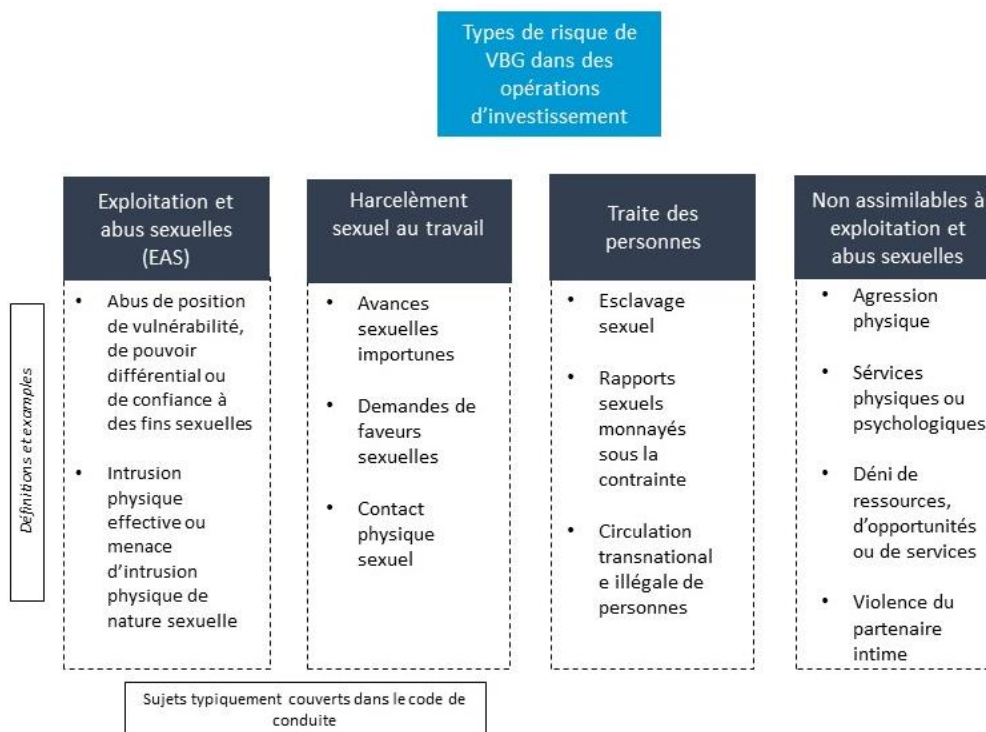 Types de risque de
VBG dans des
opérations
d'investissement
Exploitation et
abus sexuelles
(EAS)
Harcelèment
sexuel au travail
Traite des
personnes
Non assimilables à
exploitation et
abus sexuelles
Définitions et examples
• Abus de position
de vulnérabilité,
de pouvoir
différential ou
de confiance à
des fins sexuelles
• Intrusion
physique
effective ou
menace
d'intrusion
physique de
nature sexuelle
• Avances
sexuelles
importunes
• Demandes de
faveurs
sexuelles
• Contact
physique
sexuel
• Esclavage
sexuel
• Rapports
sexuels
monnayés
sous la
contrainte
• Circulation
transnational
e illégale de
personnes
• Agression
physique
• Sérvices
physiques ou
psychologiques
• Déni de
ressources,
d'opportunités
ou de services
• Violence du
partenaire
intime
Sujets typiquement couverts dans le code de
conduite